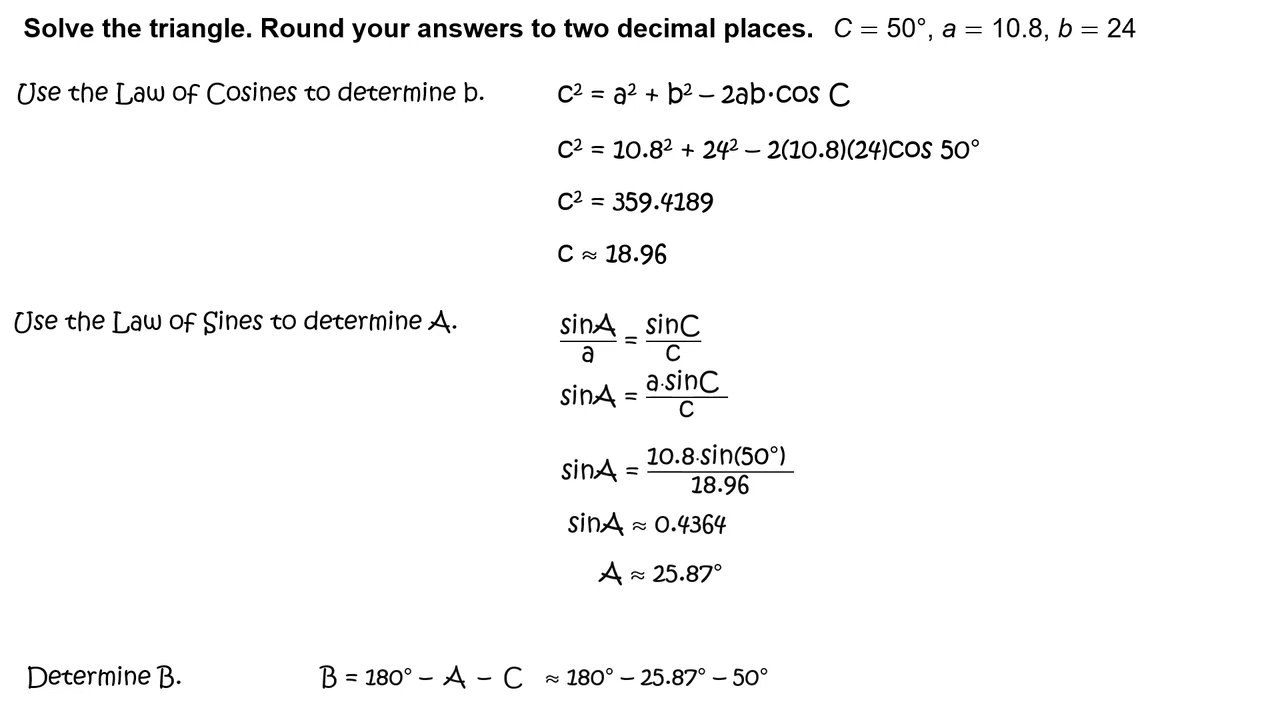 Solve the triangle. Round your answers to two decimal places. C = 50°, a = 10.8, b = 24
Use the Law of Cosines to determine b. c² = a² + b² – 2ab·cos C
c² = 10.8² + 24² – 2(10.8)(24)cos 50°
c² = 359.4189
c ≈ 18.96
Use the Law of Sines to determine A. sinA/a = sinC/c
sinA = a·sinC/c
sinA = 10.8·sin(50°)/18.96
sinA ≈ 0.4364
A ≈ 25.87°
Determine B. B = 180° – A – C ≈ 180° – 25.87° – 50°